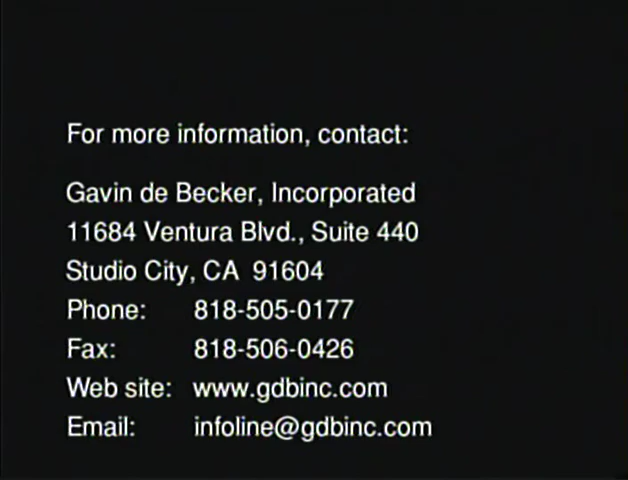 For more information, contact:
Gavin de Becker, Incorporated
11684 Ventura Blvd., Suite 440
Studio City, CA 91604
Phone: 818-505-0177
Fax: 818-506-0426
Web site: www.gdbinc.com
Email: infoline@gdbinc.com